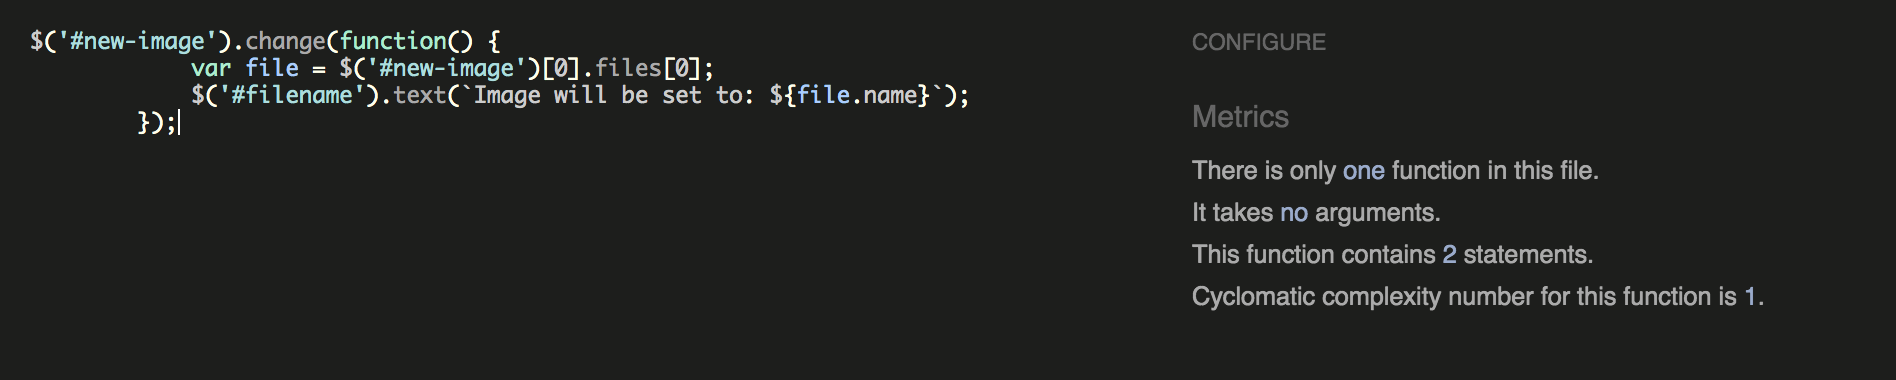 $('#new-image').change(function() {
            var file = $('#new-image')[0].files[0];
            $('#filename').text(`Image will be set to: ${file.name}`);
        });
CONFIGURE
Metrics
There is only one function in this file.
It takes no arguments.
This function contains 2 statements.
Cyclomatic complexity number for this function is 1.